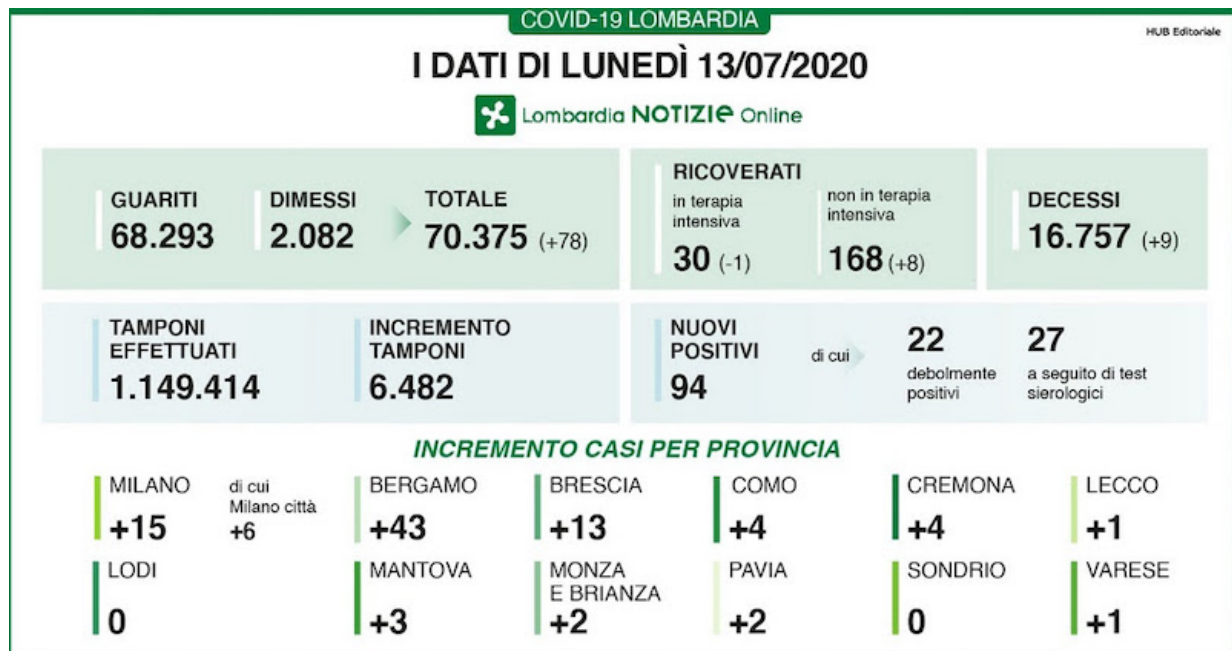 COVID-19 LOMBARDIA
HUB Editoriale
I DATI DI LUNEDÌ 13/07/2020
Lombardia NOTIZIE Online
GUARITI
68.293
DIMESSI
2.082
TOTALE
70.375 (+78)
RICOVERATI
in terapia
intensiva
30 (-1)
non in terapia
intensiva
168 (+8)
DECESSI
16.757 (+9)
TAMPONI
EFFETTUATI
1.149.414
INCREMENTO
TAMPONI
6.482
NUOVI
POSITIVI
94
di cui
22
debolmente
positivi
27
a seguito di test
sierologici
INCREMENTO CASI PER PROVINCIA
MILANO
+15
di cui
Milano città
+6
BERGAMO
+43
BRESCIA
+13
COMO
+4
CREMONA
+4
LECCO
+1
LODI
0
MANTOVA
+3
MONZA
E BRIANZA
+2
PAVIA
+2
SONDRIO
0
VARESE
+1